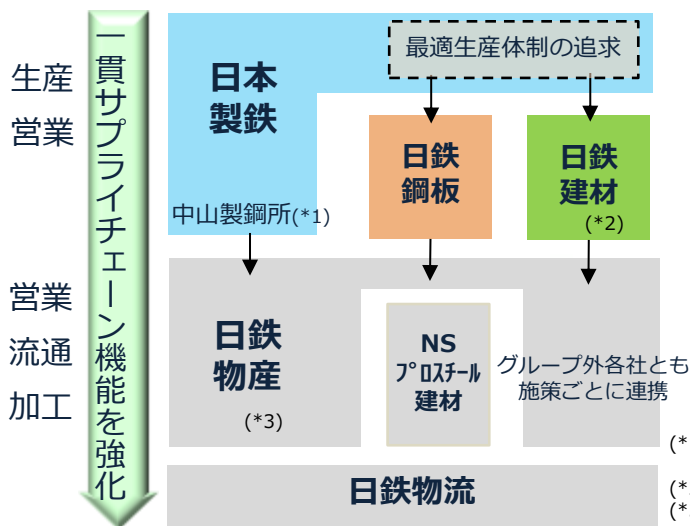 一貫サプライチェーン機能を強化
生産
営業
日本
製鉄
最適生産体制の追求
日鉄
鋼板
日鉄
建材
(*2)
中山製鋼所(*1)
営業
流通
加工
日鉄
物産
(*3)
NS
ﾌﾟﾛｽﾁｰﾙ
建材
グループ外各社とも
施策ごとに連携
(*
日鉄物流
(*
(*